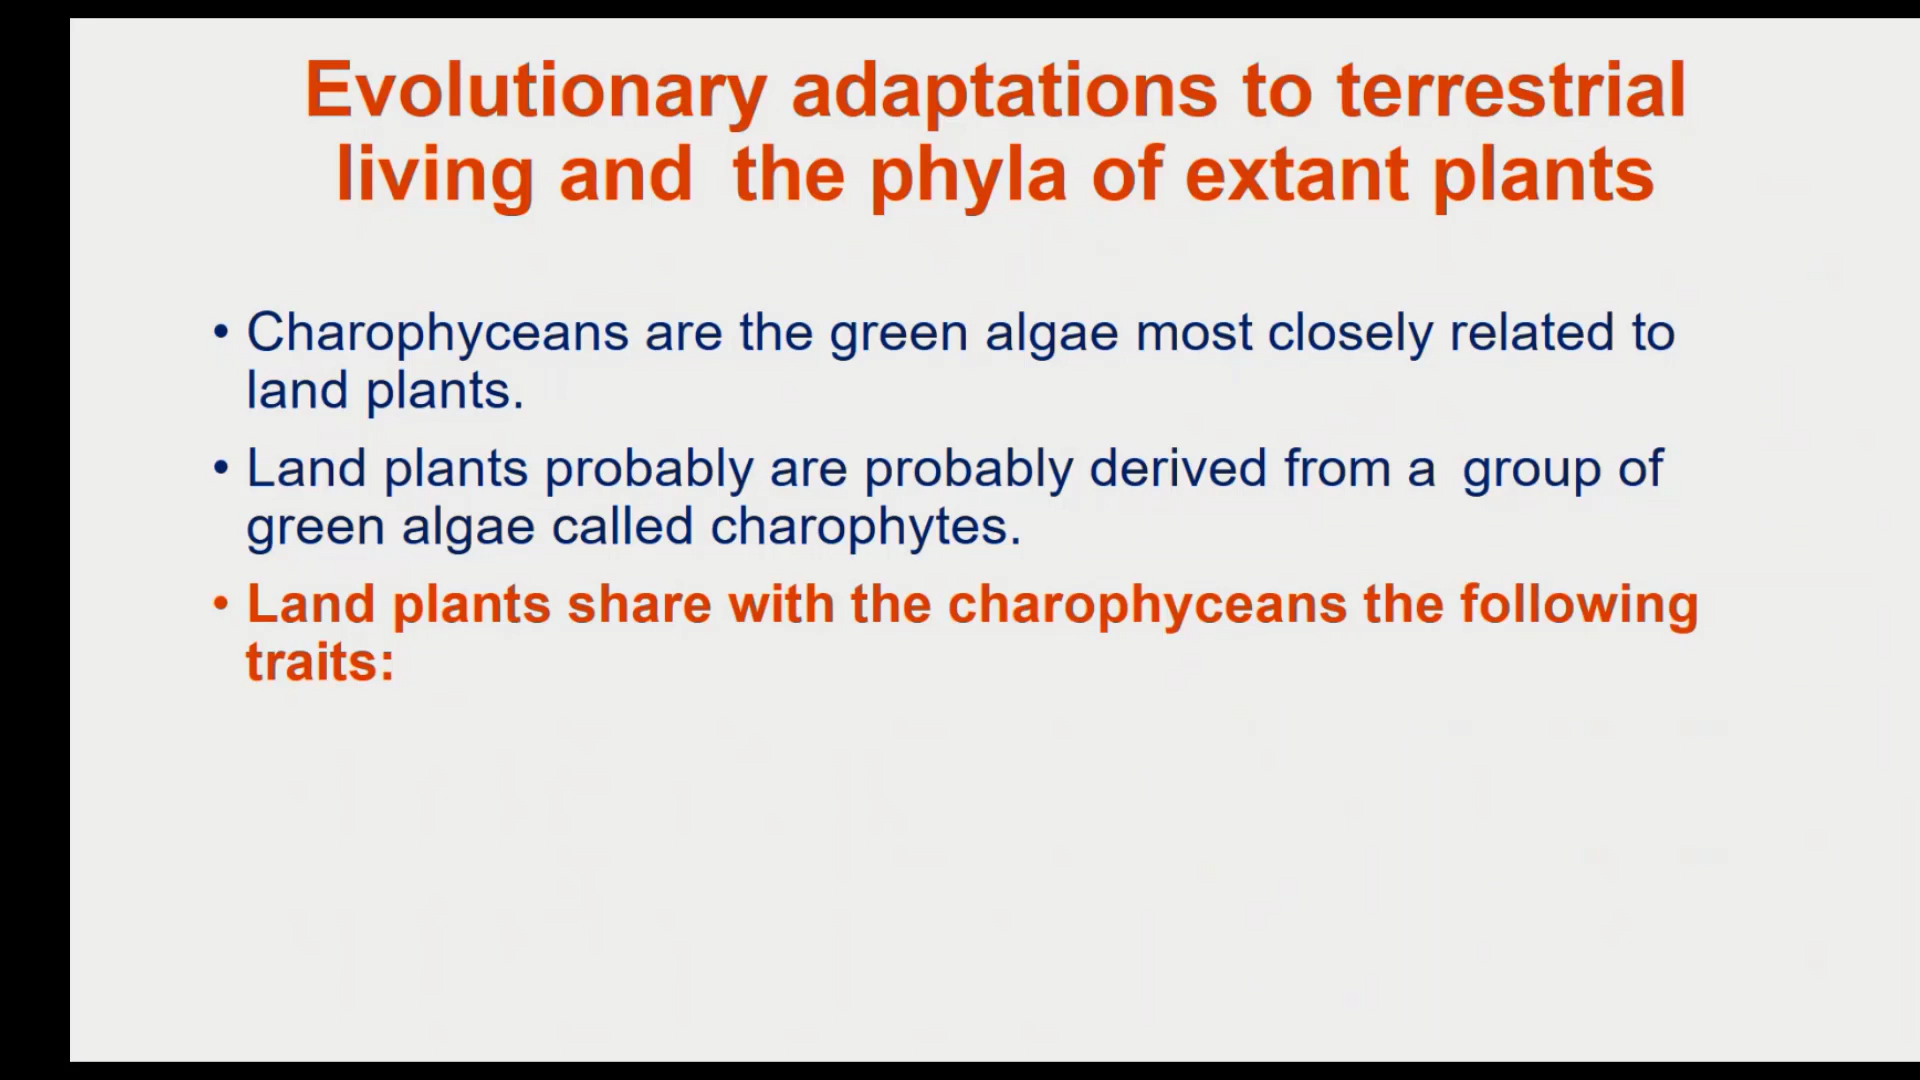 Evolutionary adaptations to terrestrial
living and the phyla of extant plants
• Charophyceans are the green algae most closely related to
land plants.
• Land plants probably are probably derived from a group of
green algae called charophytes.
• Land plants share with the charophyceans the following
traits: